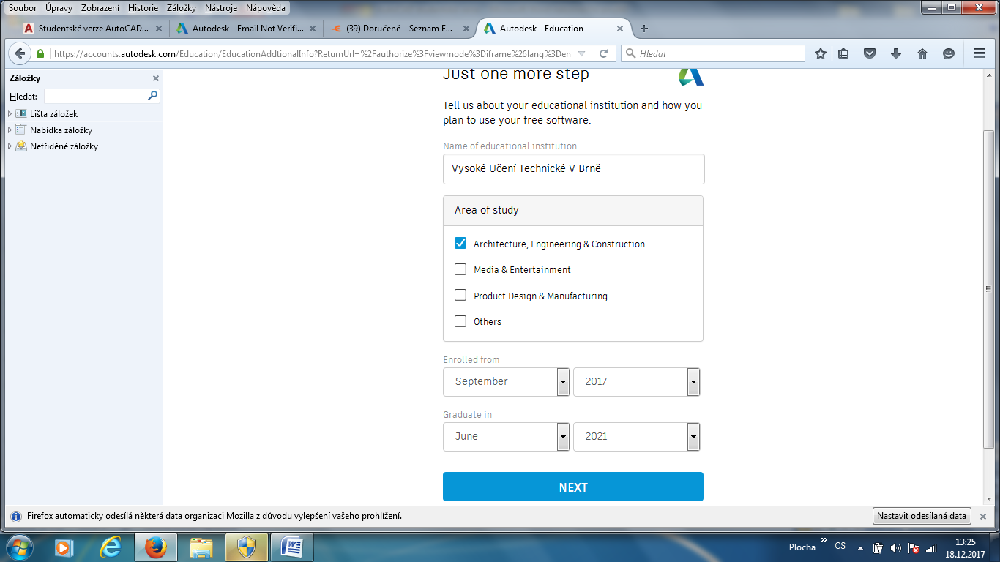 Soubor Úpravy Zobrazení Historie Záložky Nástroje Nápověda
Studentské verze AutoCAD... Autodesk - Email Not Verifi... (39) Doručené – Seznam E... Autodesk - Education
https://accounts.autodesk.com/Education/EducationAddtionalInfo?ReturnUrl=%2Fauthorize%3Fviewmode%3Diframe%26lang%3Den' Hledat
Záložky
Hledat:
Lišta záložek
Nabídka záložky
Netříděné záložky
Just one more step
Tell us about your educational institution and how you
plan to use your free software.
Name of educational institution
Vysoké Učení Technické V Brně
Area of study
Architecture, Engineering & Construction
Media & Entertainment
Product Design & Manufacturing
Others
Enrolled from
September 2017
Graduate in
June 2021
NEXT
Firefox automaticky odesílá některá data organizaci Mozilla z důvodu vylepšení vašeho prohlížení. Nastavit odesílaná data
Plocha » CS 13:25
18.12.2017